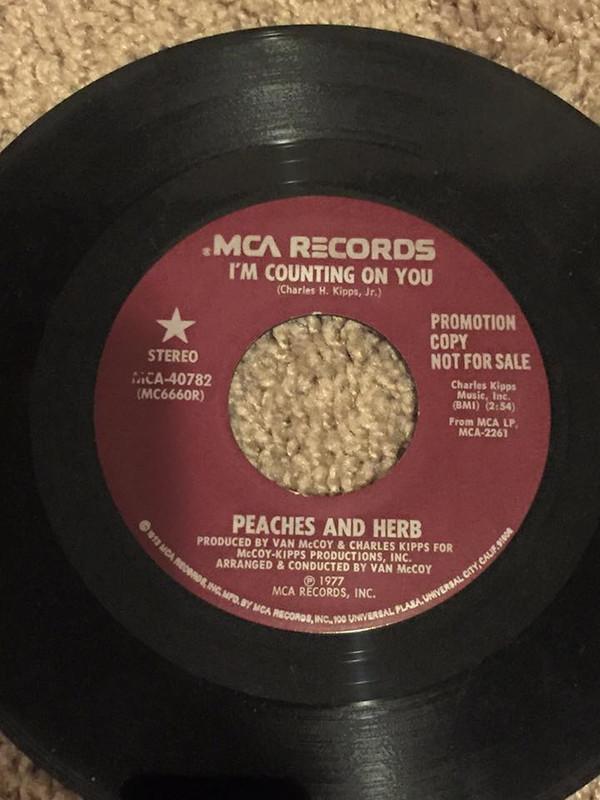 MCA RECORDS
I'M COUNTING ON YOU
(Charles H. Kipps, Jr.)
STEREO
MCA-40782
(MC6660R)
PROMOTION
COPY
NOT FOR SALE
Charles Kipps
Music, Inc.
(BMI) (2:54)
From MCA LP,
MCA-2261
PEACHES AND HERB
PRODUCED BY VAN McCOY & CHARLES KIPPS FOR
McCOY-KIPPS PRODUCTIONS, INC.
ARRANGED & CONDUCTED BY VAN McCOY
℗ 1977
MCA RECORDS, INC.
MCA RECORDS, INC. MFD. BY MCA RECORDS, INC., 100 UNIVERSAL PLAZA, UNIVERSAL CITY, CALIF.